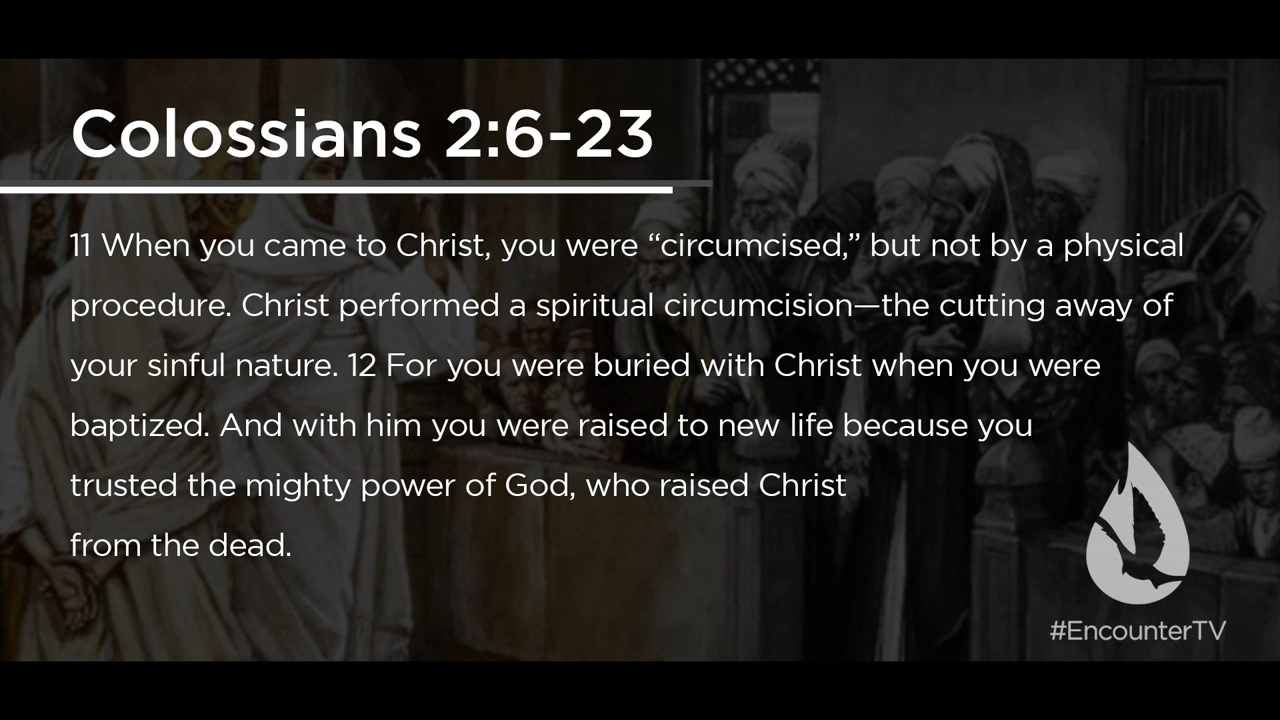 Colossians 2:6-23
11 When you came to Christ, you were “circumcised,” but not by a physical
procedure. Christ performed a spiritual circumcision—the cutting away of
your sinful nature. 12 For you were buried with Christ when you were
baptized. And with him you were raised to new life because you
trusted the mighty power of God, who raised Christ
from the dead.
#EncounterTV